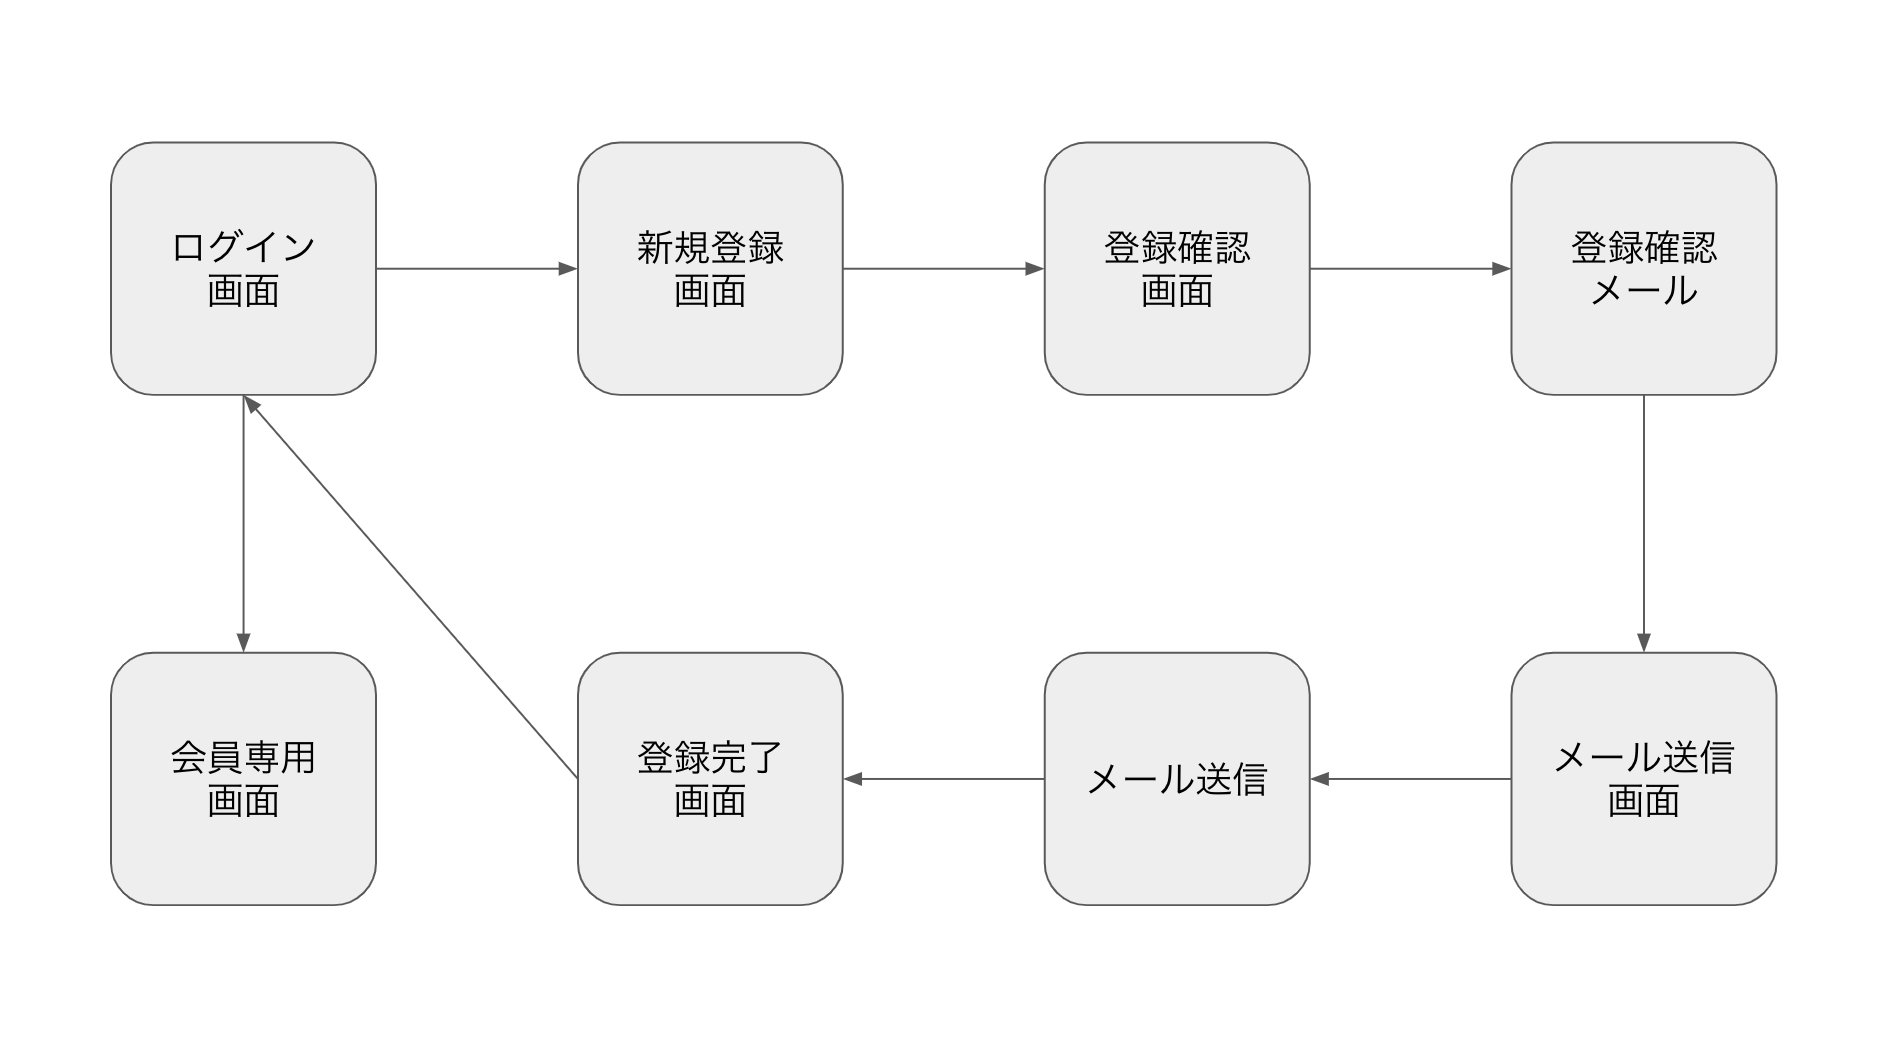 ログイン
画面
新規登録
画面
登録確認
画面
登録確認
メール
会員専用
画面
登録完了
画面
メール送信
メール送信
画面